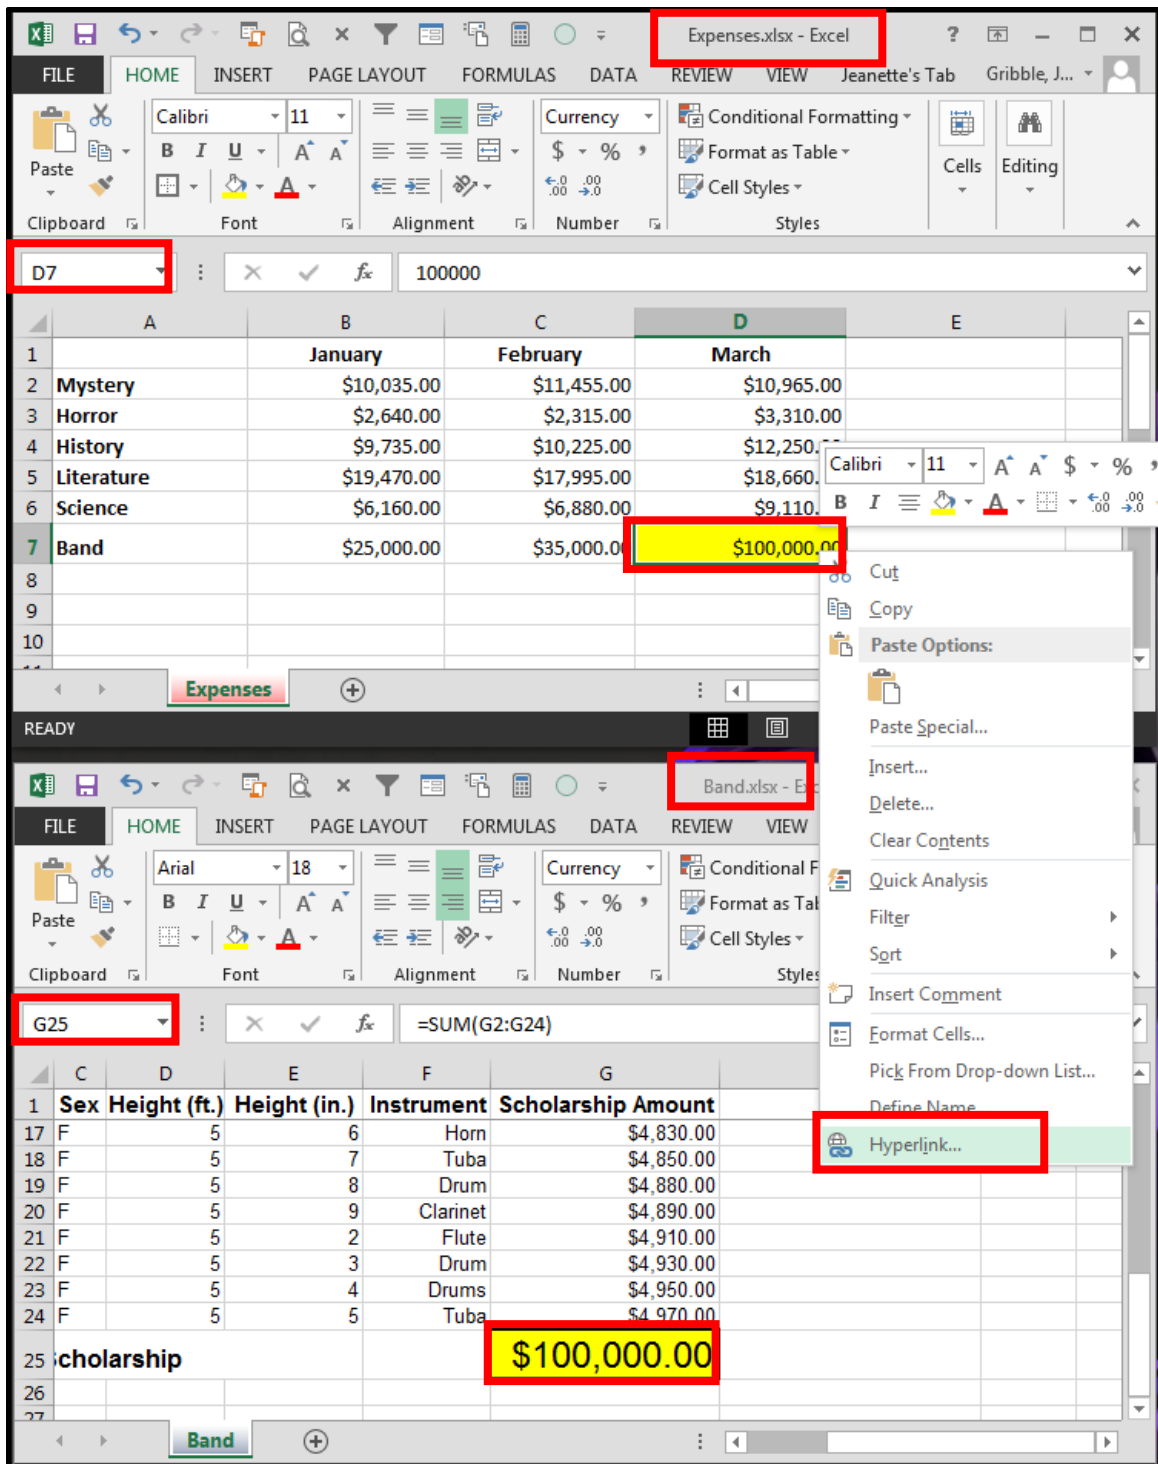 Expenses.xlsx - Excel
FILE HOME INSERT PAGE LAYOUT FORMULAS DATA REVIEW VIEW Jeanette's Tab Gribble, J...
Calibri 11 Currency Conditional Formatting
Paste B I U A A $ % , Format as Table Cells Editing
A .00 .00 Cell Styles
Clipboard Font Alignment Number Styles
D7 fx 100000
A B C D E
1 January February March
2 Mystery $10,035.00 $11,455.00 $10,965.00
3 Horror $2,640.00 $2,315.00 $3,310.00
4 History $9,735.00 $10,225.00 $12,250.
5 Literature $19,470.00 $17,995.00 $18,660.
6 Science $6,160.00 $6,880.00 $9,110.
7 Band $25,000.00 $35,000.00 $100,000.00
8
9
10
11
Calibri 11 A A $ % ,
B I A .00 .00
Expenses
READY
Cut
Copy
Paste Options:
Paste Special...
Insert...
Delete...
Clear Contents
Quick Analysis
Filter
Sort
Insert Comment
Format Cells...
Pick From Drop-down List...
Define Name
Hyperlink...
Band.xlsx - Exc
FILE HOME INSERT PAGE LAYOUT FORMULAS DATA REVIEW VIEW
Arial 18 Currency Conditional F
Paste B I U A A $ % , Format as Tab
A .00 .00 Cell Styles
Clipboard Font Alignment Number Styles
G25 fx =SUM(G2:G24)
C D E F G
1 Sex Height (ft.) Height (in.) Instrument Scholarship Amount
17 F 5 6 Horn $4,830.00
18 F 5 7 Tuba $4,850.00
19 F 5 8 Drum $4,880.00
20 F 5 9 Clarinet $4,890.00
21 F 5 2 Flute $4,910.00
22 F 5 3 Drum $4,930.00
23 F 5 4 Drums $4,950.00
24 F 5 5 Tuba $4,970.00
25 cholarship $100,000.00
26
27
Band